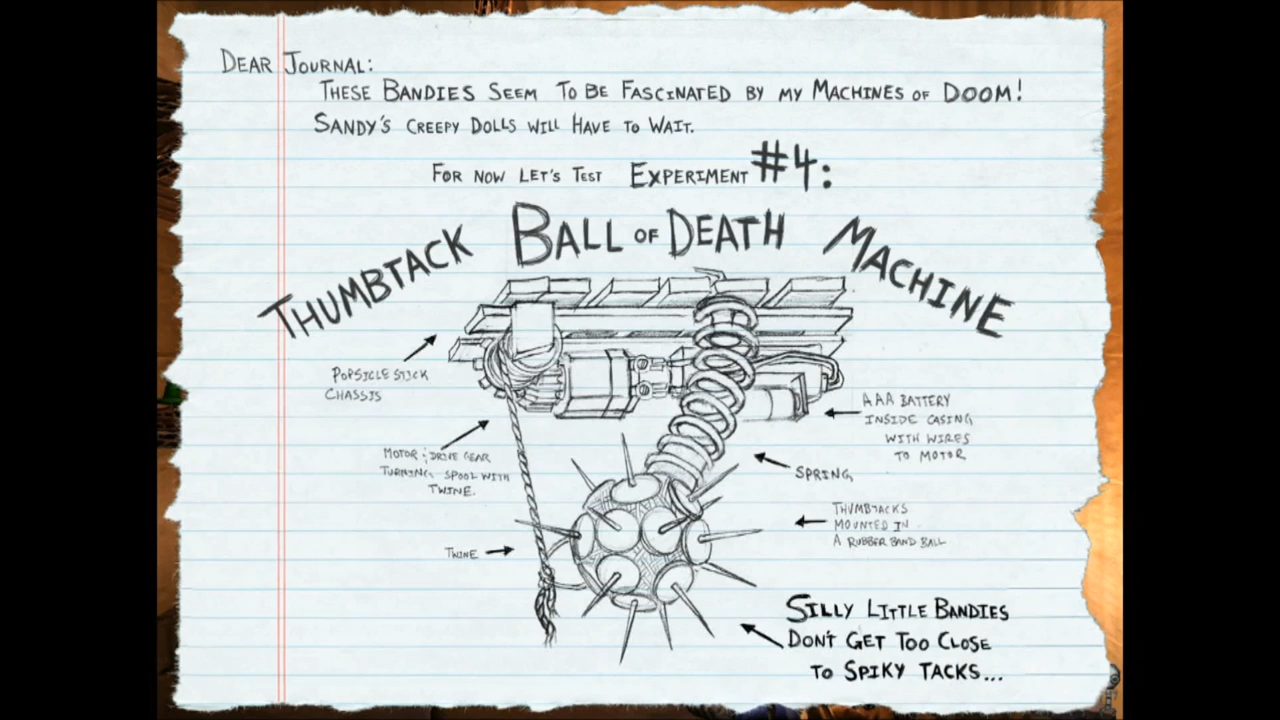 DEAR JOURNAL:
THESE BANDIES SEEM TO BE FASCINATED BY MY MACHINES OF DOOM!
SANDY'S CREEPY DOLLS WILL HAVE TO WAIT.
FOR NOW LET'S TEST EXPERIMENT #4:
THUMBTACK BALL OF DEATH MACHINE
POPSICLE STICK
CHASSIS
MOTOR ; DRIVE GEAR
TURNING SPOOL WITH
TWINE.
TWINE
AAA BATTERY
INSIDE CASING
WITH WIRES
TO MOTOR
SPRING
THUMBTACKS
MOUNTED IN
A RUBBER BAND BALL
SILLY LITTLE BANDIES
DON'T GET TOO CLOSE
TO SPIKY TACKS...